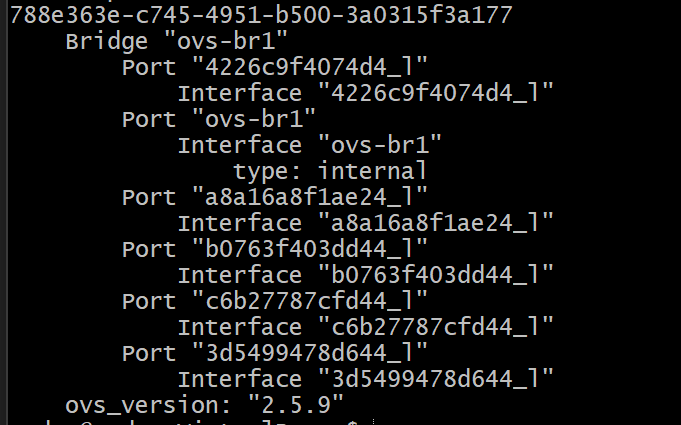 788e363e-c745-4951-b500-3a0315f3a177
Bridge "ovs-br1"
Port "4226c9f4074d4_l"
Interface "4226c9f4074d4_l"
Port "ovs-br1"
Interface "ovs-br1"
type: internal
Port "a8a16a8f1ae24_l"
Interface "a8a16a8f1ae24_l"
Port "b0763f403dd44_l"
Interface "b0763f403dd44_l"
Port "c6b27787cfd44_l"
Interface "c6b27787cfd44_l"
Port "3d5499478d644_l"
Interface "3d5499478d644_l"
ovs_version: "2.5.9"